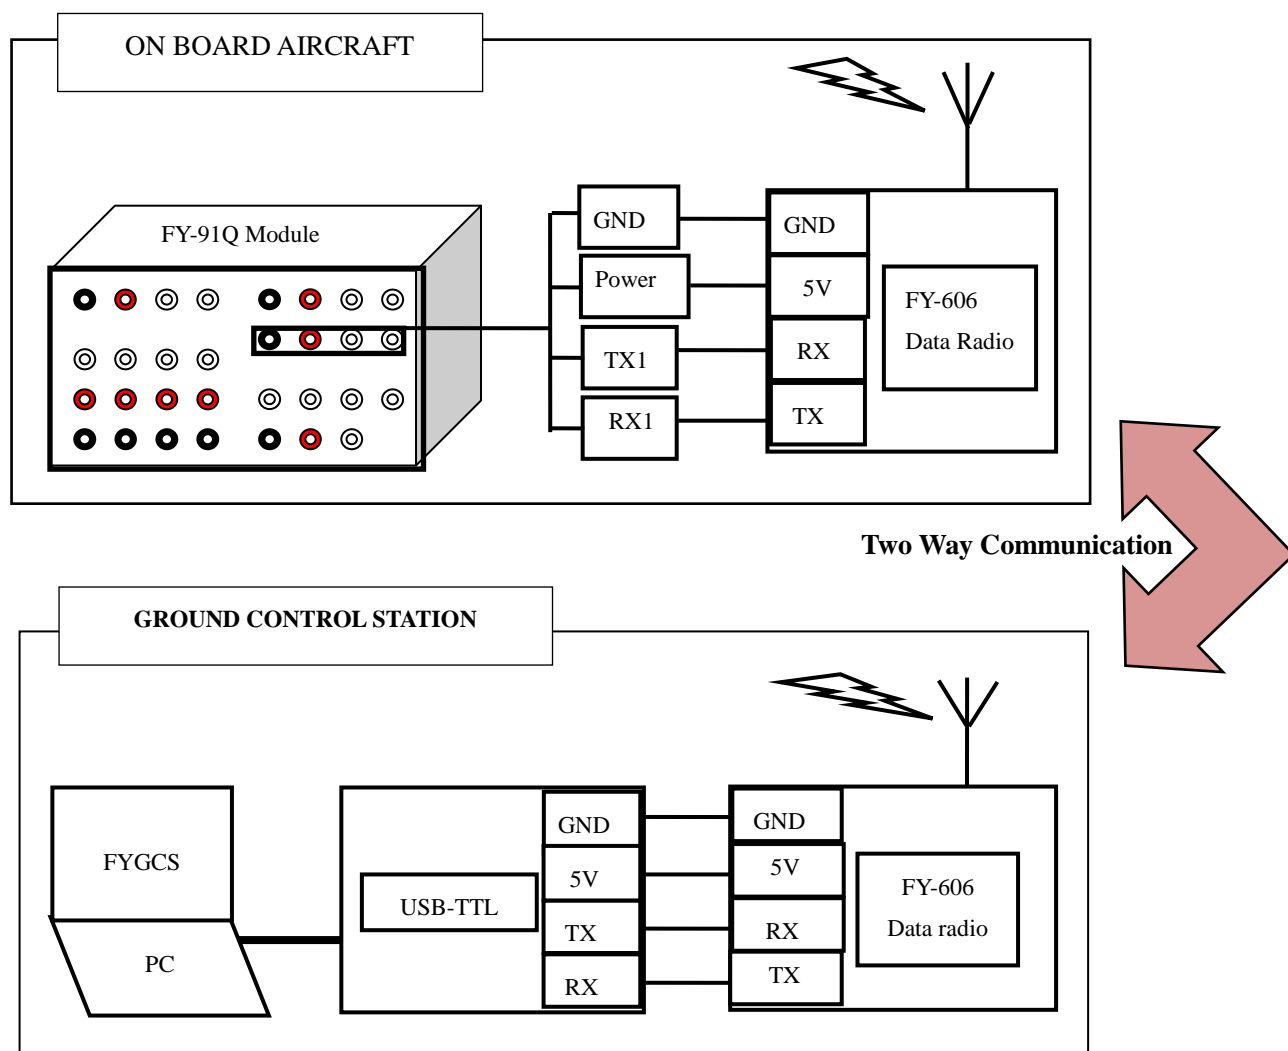 ON BOARD AIRCRAFT
FY-91Q Module
GND
Power
TX1
RX1
GND
5V
RX
TX
FY-606
Data Radio
Two Way Communication
GROUND CONTROL STATION
FYGCS
PC
USB-TTL
GND
5V
TX
RX
GND
5V
RX
TX
FY-606
Data radio